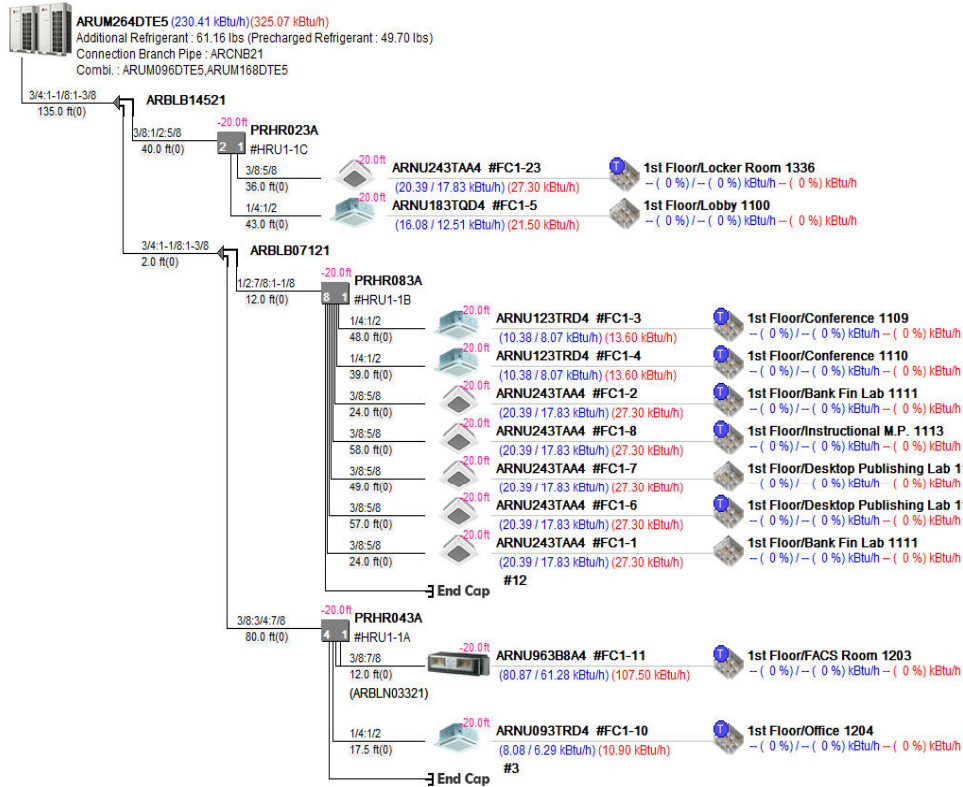 ARUM264DTE5 (230.41 kBtu/h)(325.07 kBtu/h)
Additional Refrigerant : 61.16 lbs (Precharged Refrigerant : 49.70 lbs)
Connection Branch Pipe : ARCNB21
Combi. : ARUM096DTE5,ARUM168DTE5
3/4:1-1/8:1-3/8
135.0 ft(0)
ARBLB14521
3/8:1/2:5/8
40.0 ft(0)
-20.0ft
PRHR023A
2 1
#HRU1-1C
3/8:5/8
36.0 ft(0)
-20.0ft
ARNU243TAA4 #FC1-23
(20.39 / 17.83 kBtu/h) (27.30 kBtu/h)
T
1st Floor/Locker Room 1336
-- ( 0 %) / -- ( 0 %) kBtu/h -- ( 0 %) kBtu/h
1/4:1/2
43.0 ft(0)
-20.0ft
ARNU183TQD4 #FC1-5
(16.08 / 12.51 kBtu/h) (21.50 kBtu/h)
1st Floor/Lobby 1100
-- ( 0 %) / -- ( 0 %) kBtu/h -- ( 0 %) kBtu/h
3/4:1-1/8:1-3/8
2.0 ft(0)
ARBLB07121
1/2:7/8:1-1/8
12.0 ft(0)
-20.0ft
PRHR083A
8 1
#HRU1-1B
1/4:1/2
48.0 ft(0)
-20.0ft
ARNU123TRD4 #FC1-3
(10.38 / 8.07 kBtu/h) (13.60 kBtu/h)
T
1st Floor/Conference 1109
-- ( 0 %) / -- ( 0 %) kBtu/h -- ( 0 %) kBtu/h
1/4:1/2
39.0 ft(0)
-20.0ft
ARNU123TRD4 #FC1-4
(10.38 / 8.07 kBtu/h) (13.60 kBtu/h)
T
1st Floor/Conference 1110
-- ( 0 %) / -- ( 0 %) kBtu/h -- ( 0 %) kBtu/h
3/8:5/8
24.0 ft(0)
-20.0ft
ARNU243TAA4 #FC1-2
(20.39 / 17.83 kBtu/h) (27.30 kBtu/h)
T
1st Floor/Bank Fin Lab 1111
-- ( 0 %) / -- ( 0 %) kBtu/h -- ( 0 %) kBtu/h
3/8:5/8
58.0 ft(0)
-20.0ft
ARNU243TAA4 #FC1-8
(20.39 / 17.83 kBtu/h) (27.30 kBtu/h)
T
1st Floor/Instructional M.P. 1113
-- ( 0 %) / -- ( 0 %) kBtu/h -- ( 0 %) kBtu/h
3/8:5/8
49.0 ft(0)
-20.0ft
ARNU243TAA4 #FC1-7
(20.39 / 17.83 kBtu/h) (27.30 kBtu/h)
1st Floor/Desktop Publishing Lab
-- ( 0 %) / -- ( 0 %) kBtu/h -- ( 0 %) kBtu/h
3/8:5/8
57.0 ft(0)
-20.0ft
ARNU243TAA4 #FC1-6
(20.39 / 17.83 kBtu/h) (27.30 kBtu/h)
T
1st Floor/Desktop Publishing Lab
-- ( 0 %) / -- ( 0 %) kBtu/h -- ( 0 %) kBtu/h
3/8:5/8
24.0 ft(0)
-20.0ft
ARNU243TAA4 #FC1-1
(20.39 / 17.83 kBtu/h) (27.30 kBtu/h)
1st Floor/Bank Fin Lab 1111
-- ( 0 %) / -- ( 0 %) kBtu/h -- ( 0 %) kBtu/h
#12
End Cap
3/8:3/4:7/8
80.0 ft(0)
-20.0ft
PRHR043A
4 1
#HRU1-1A
3/8:7/8
12.0 ft(0)
(ARBLN03321)
-20.0ft
ARNU963B8A4 #FC1-11
(80.87 / 61.28 kBtu/h) (107.50 kBtu/h)
T
1st Floor/FACS Room 1203
-- ( 0 %) / -- ( 0 %) kBtu/h -- ( 0 %) kBtu/h
1/4:1/2
17.5 ft(0)
-20.0ft
ARNU093TRD4 #FC1-10
(8.08 / 6.29 kBtu/h) (10.90 kBtu/h)
T
1st Floor/Office 1204
-- ( 0 %) / -- ( 0 %) kBtu/h -- ( 0 %) kBtu/h
#3
End Cap